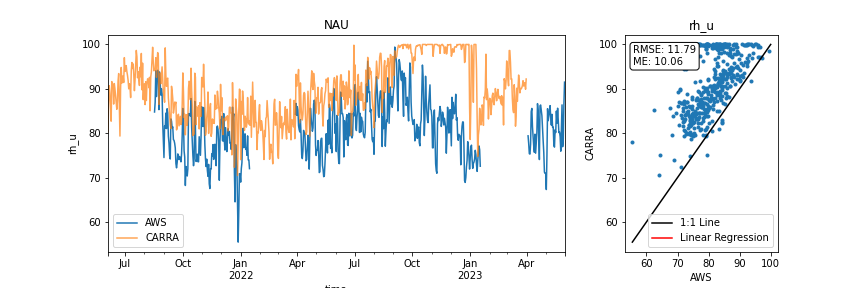 NAU
rh_u
100
90
80
70
60
Jul
Oct
Jan
2022
Apr
Jul
Oct
Jan
2023
Apr
time
AWS
CARRA
rh_u
CARRA
100
90
80
70
60
RMSE: 11.79
ME: 10.06
1:1 Line
Linear Regression
60
70
80
90
100
AWS